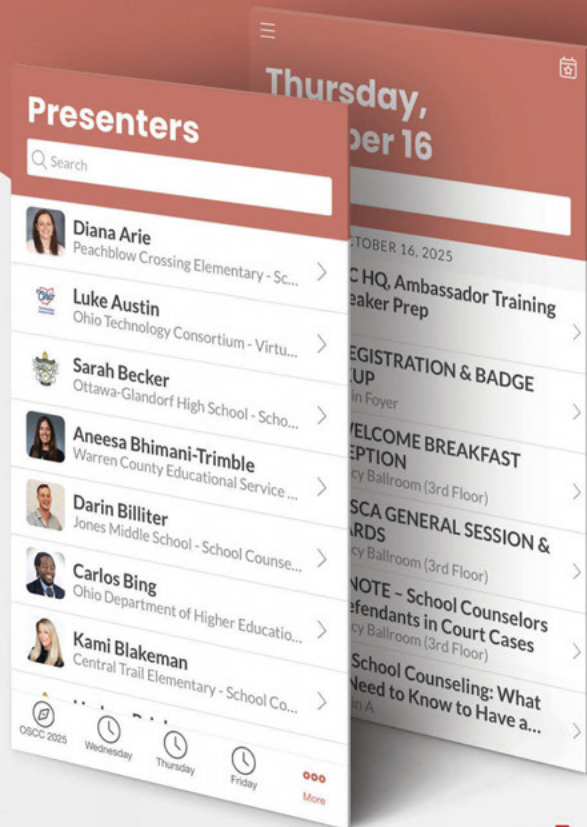 Presenters
Search
Diana Arie
Peachblow Crossing Elementary - Sc...
Luke Austin
Ohio Technology Consortium - Virtu...
Sarah Becker
Ottawa-Glandorf High School - Scho...
Aneesa Bhimani-Trimble
Warren County Educational Service ...
Darin Billiter
Jones Middle School - School Counse...
Carlos Bing
Ohio Department of Higher Educatio...
Kami Blakeman
Central Trail Elementary - School Co...
OSCC 2025
Wednesday
Thursday
Friday
More
Thursday,
ber 16
CTOBER 16, 2025
C HQ, Ambassador Training
eaker Prep
EGISTRATION & BADGE
UP
in Foyer
ELCOME BREAKFAST
EPTION
cy Ballroom (3rd Floor)
SCA GENERAL SESSION &
RDS
cy Ballroom (3rd Floor)
NOTE – School Counselors
efendants in Court Cases
cy Ballroom (3rd Floor)
School Counseling: What
Need to Know to Have a...
in A